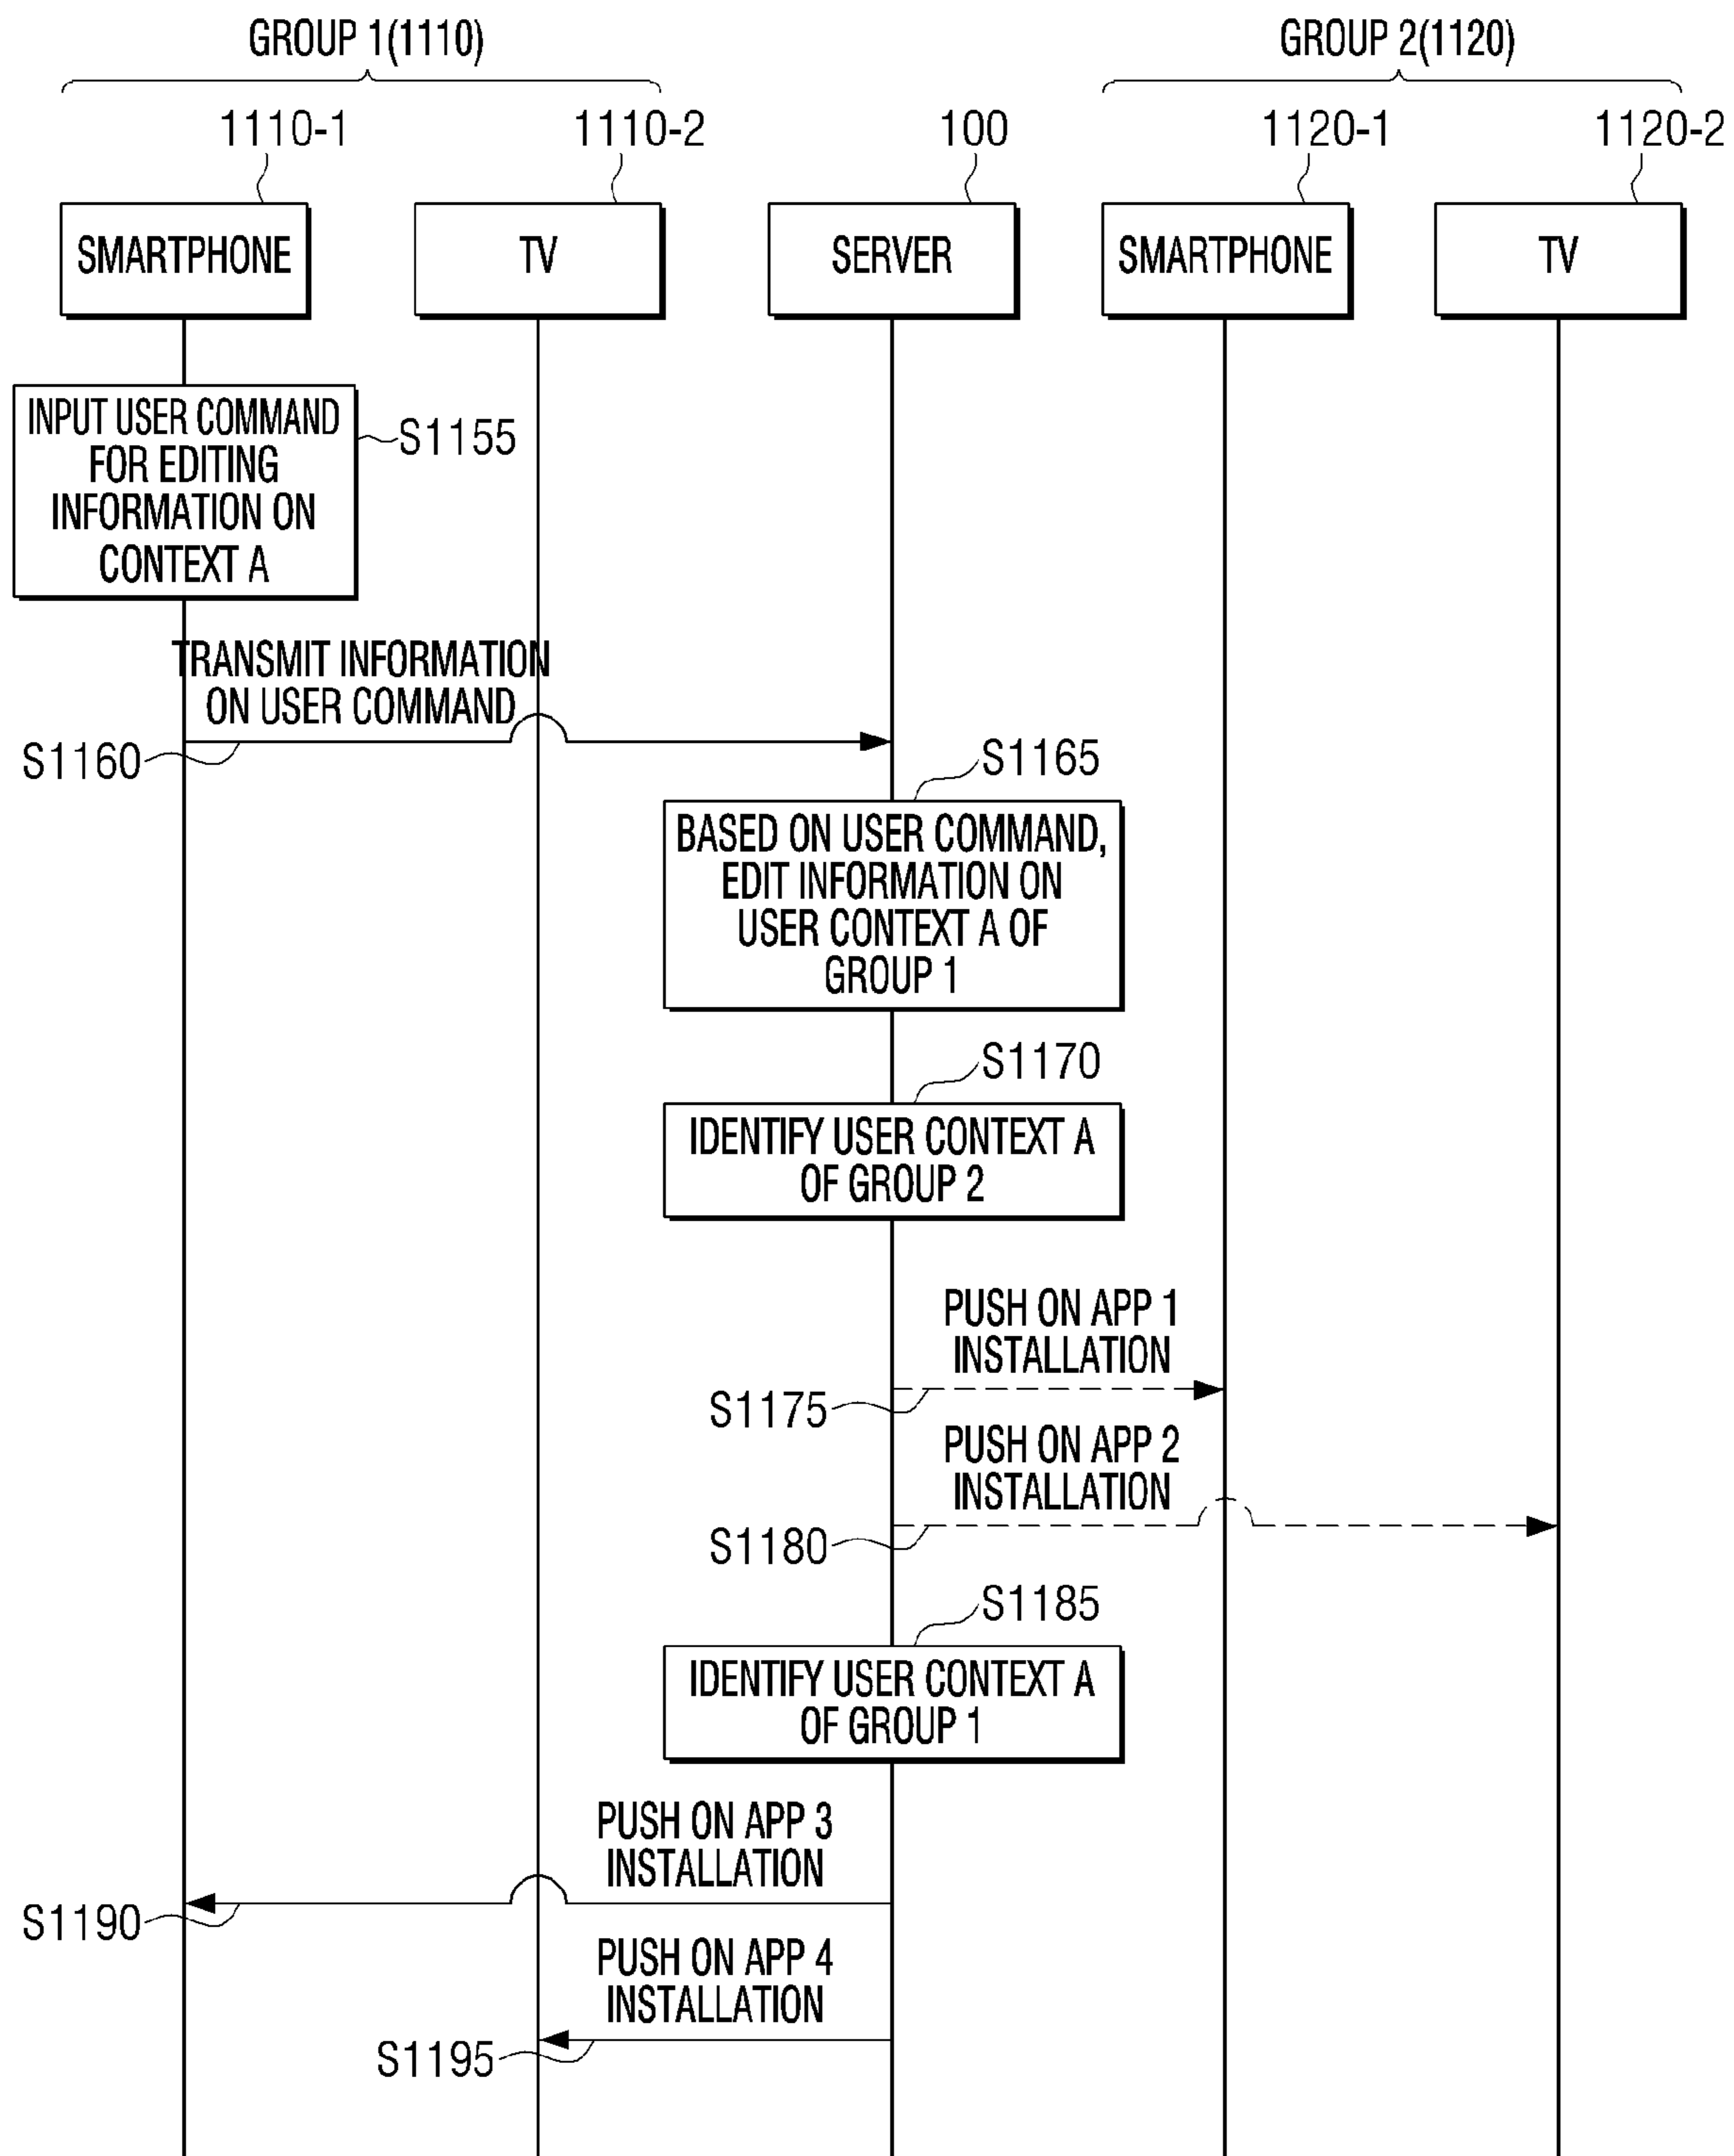 GROUP 1(1110)
GROUP 2(1120)
1110-1
1110-2
100
1120-1
1120-2
SMARTPHONE
TV
SERVER
SMARTPHONE
TV
INPUT USER COMMAND
FOR EDITING
INFORMATION ON
CONTEXT A
S1155
TRANSMIT INFORMATION
ON USER COMMAND
S1160
S1165
BASED ON USER COMMAND,
EDIT INFORMATION ON
USER CONTEXT A OF
GROUP 1
S1170
IDENTIFY USER CONTEXT A
OF GROUP 2
PUSH ON APP 1
INSTALLATION
S1175
PUSH ON APP 2
INSTALLATION
S1180
S1185
IDENTIFY USER CONTEXT A
OF GROUP 1
PUSH ON APP 3
INSTALLATION
S1190
PUSH ON APP 4
INSTALLATION
S1195